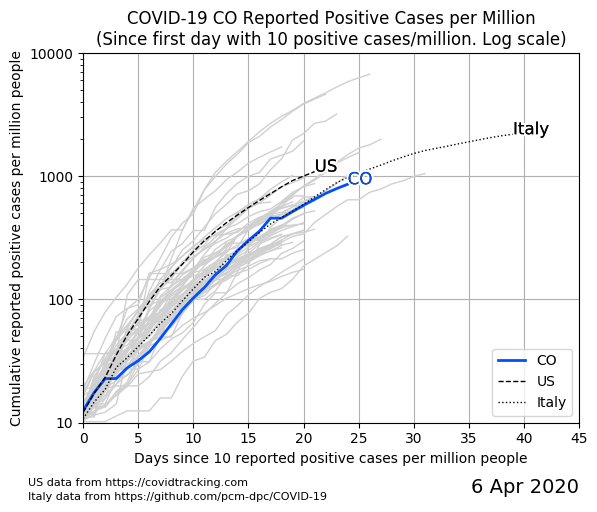 COVID-19 CO Reported Positive Cases per Million
(Since first day with 10 positive cases/million. Log scale)
Cumulative reported positive cases per million people
10000
1000
100
10
Italy
US
CO
CO
US
Italy
0 5 10 15 20 25 30 35 40 45
Days since 10 reported positive cases per million people
US data from https://covidtracking.com
Italy data from https://github.com/pcm-dpc/COVID-19
6 Apr 2020